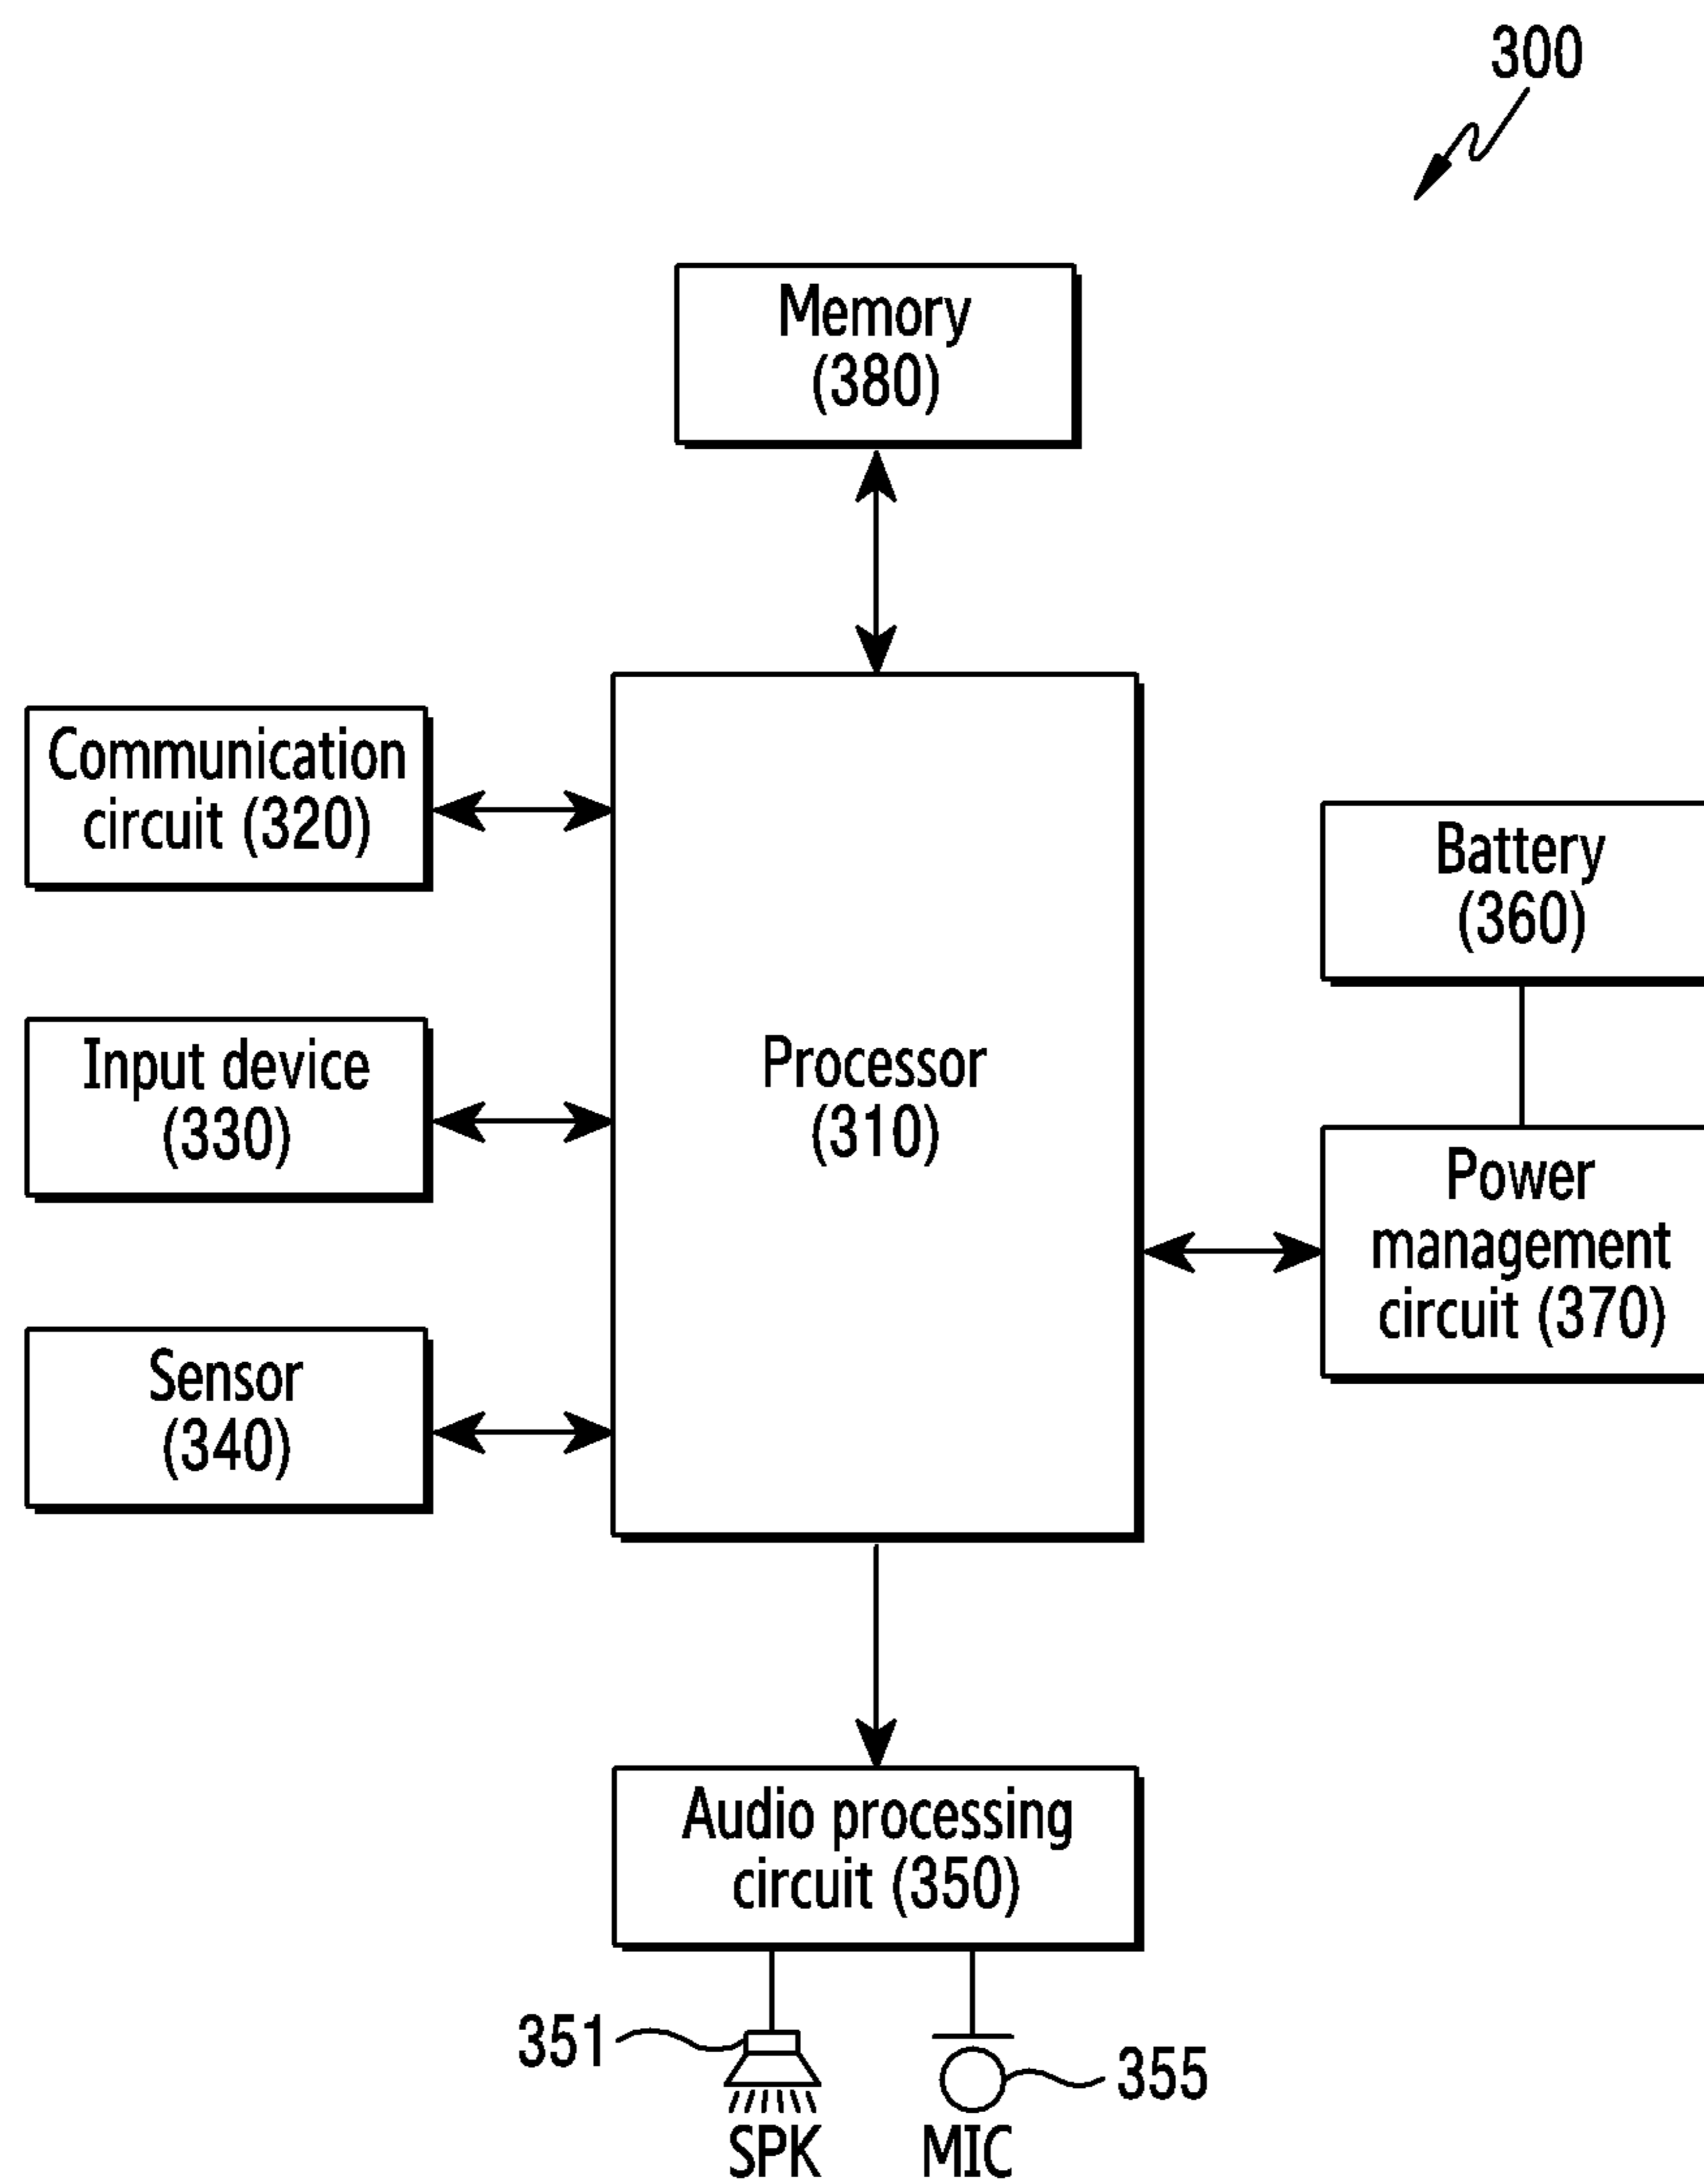 300
Memory
(380)
Communication
circuit (320)
Battery
(360)
Input device
(330)
Processor
(310)
Power
management
circuit (370)
Sensor
(340)
Audio processing
circuit (350)
351
355
SPK
MIC